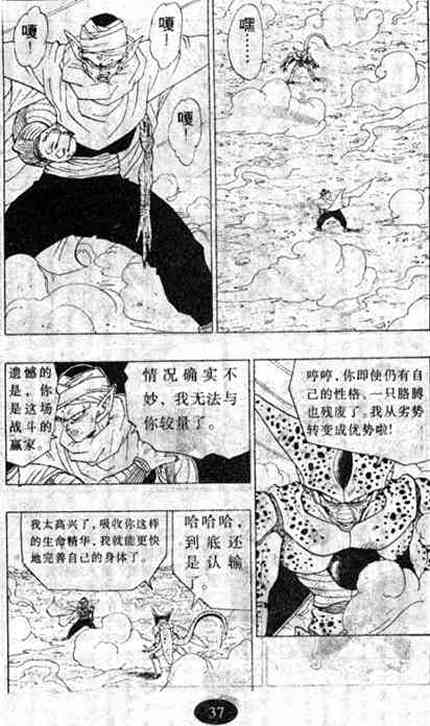 嘿……
嘎！
嘎！
嘎！
哼哼，你即使仍有自
己的性格，一只胳膊
也残废了。我从劣势
转变成优势啦！
情况确实不
妙、我无法与
你较量了。
遗憾的
是，你
是这场
战斗的
赢家。
哈哈哈，
到底还
是认输
了。
我太高兴了，吸收你这样
的生命精华，我就能更快
地完善自己的身体了。
37